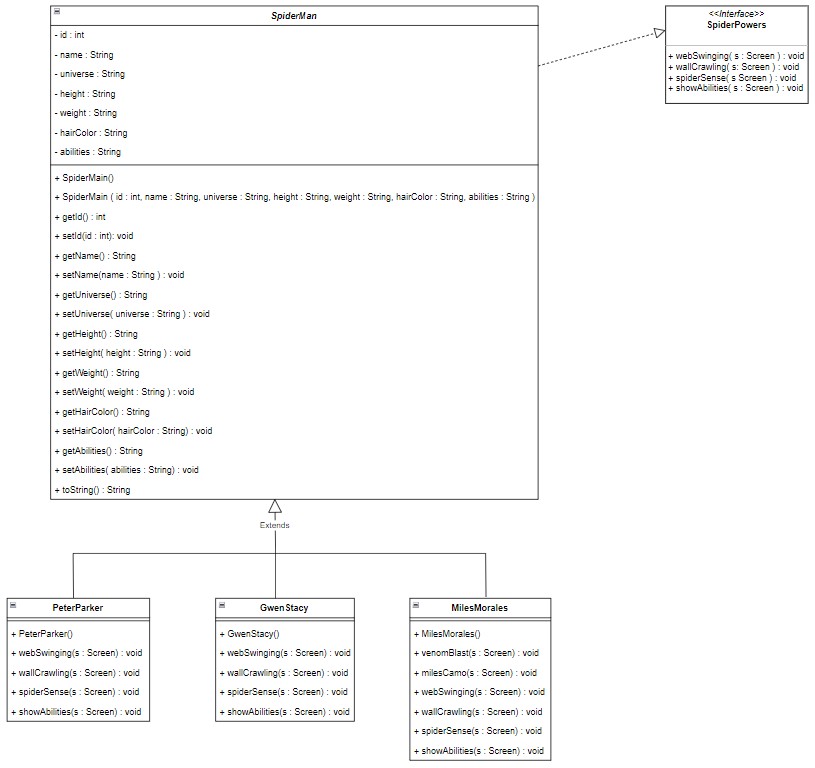 SpiderMan
- id : int
- name : String
- universe : String
- height : String
- weight : String
- hairColor : String
- abilities : String
+ SpiderMain()
+ SpiderMain ( id : int, name : String, universe : String, height : String, weight : String, hairColor : String, abilities : String )
+ getId() : int
+ setId(id : int): void
+ getName() : String
+ setName(name : String ) : void
+ getUniverse() : String
+ setUniverse( universe : String ) : void
+ getHeight() : String
+ setHeight( height : String ) : void
+ getWeight() : String
+ setWeight( weight : String ) : void
+ getHairColor() : String
+ setHairColor( hairColor : String) : void
+ getAbilities() : String
+ setAbilities( abilities : String) : void
+ toString() : String
<<Interface>>
SpiderPowers
+ webSwinging( s : Screen ) : void
+ wallCrawling( s: Screen ) : void
+ spiderSense( s Screen ) : void
+ showAbilities( s : Screen ) : void
Extends
PeterParker
+ PeterParker()
+ webSwinging(s : Screen) : void
+ wallCrawling(s : Screen) : void
+ spiderSense(s : Screen) : void
+ showAbilities(s : Screen) : void
GwenStacy
+ GwenStacy()
+ webSwinging(s : Screen) : void
+ wallCrawling(s : Screen) : void
+ spiderSense(s : Screen) : void
+ showAbilities(s : Screen) : void
MilesMorales
+ MilesMorales()
+ venomBlast(s : Screen) : void
+ milesCamo(s : Screen) : void
+ webSwinging(s : Screen) : void
+ wallCrawling(s : Screen) : void
+ spiderSense(s : Screen) : void
+ showAbilities(s : Screen) : void